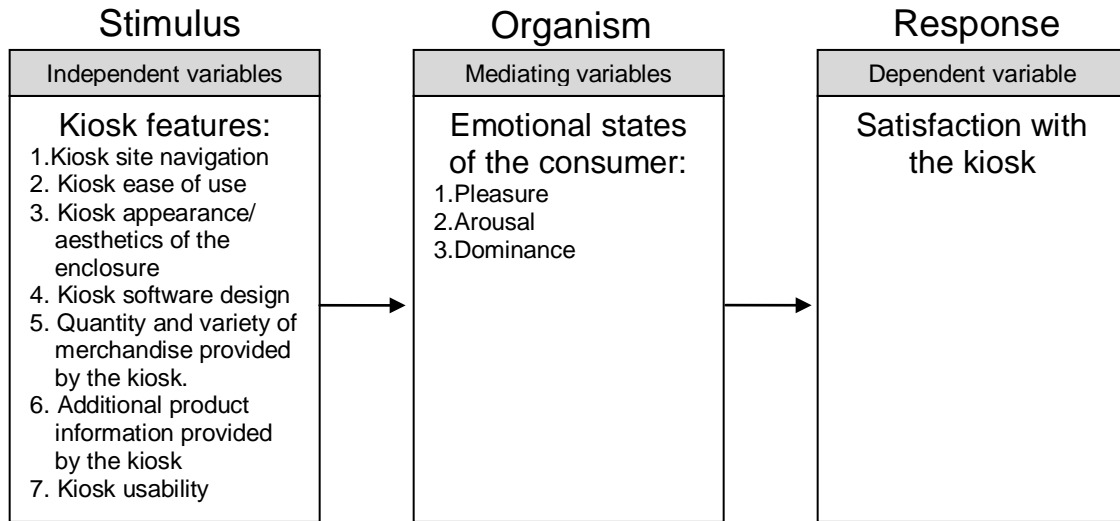 Stimulus
Independent variables
Kiosk features:
1.Kiosk site navigation
2. Kiosk ease of use
3. Kiosk appearance/
aesthetics of the
enclosure
4. Kiosk software design
5. Quantity and variety of
merchandise provided
by the kiosk.
6. Additional product
information provided
by the kiosk
7. Kiosk usability
Organism
Mediating variables
Emotional states
of the consumer:
1.Pleasure
2.Arousal
3.Dominance
Response
Dependent variable
Satisfaction with
the kiosk